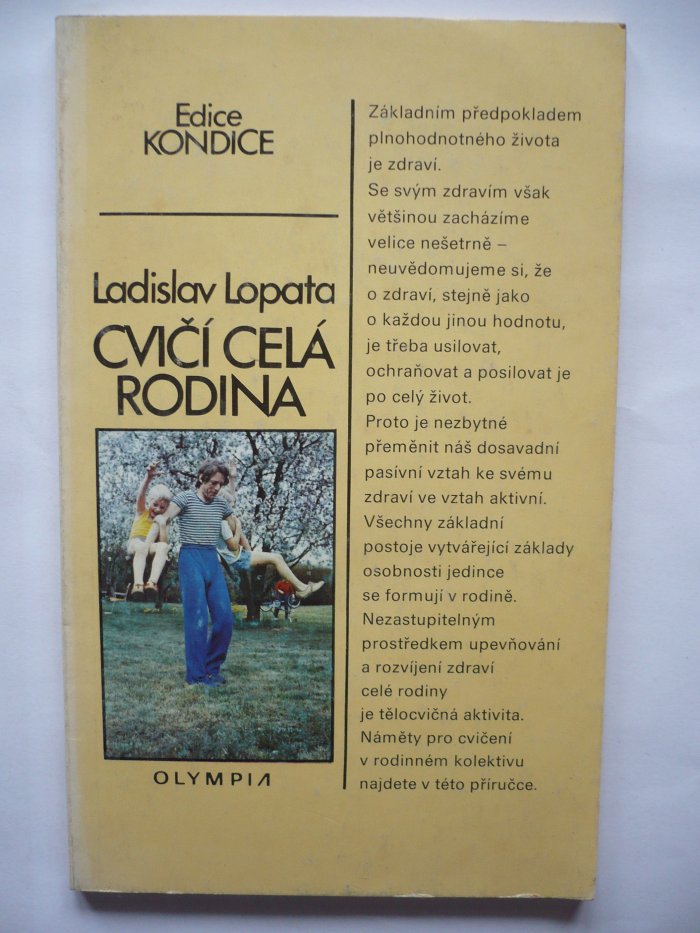 Edice
KONDICE
Ladislav Lopata
CVIČÍ CELÁ
RODINA
OLYMPIA
Základním předpokladem
plnohodnotného života
je zdraví.
Se svým zdravím však
většinou zacházíme
velice nešetrně –
neuvědomujeme si, že
o zdraví, stejně jako
o každou jinou hodnotu,
je třeba usilovat,
ochraňovat a posilovat je
po celý život.
Proto je nezbytné
přeměnit náš dosavadní
pasívní vztah ke svému
zdraví ve vztah aktivní.
Všechny základní
postoje vytvářející základy
osobnosti jedince
se formují v rodině.
Nezastupitelným
prostředkem upevňování
a rozvíjení zdraví
celé rodiny
je tělocvičná aktivita.
Náměty pro cvičení
v rodinném kolektivu
najdete v této příručce.